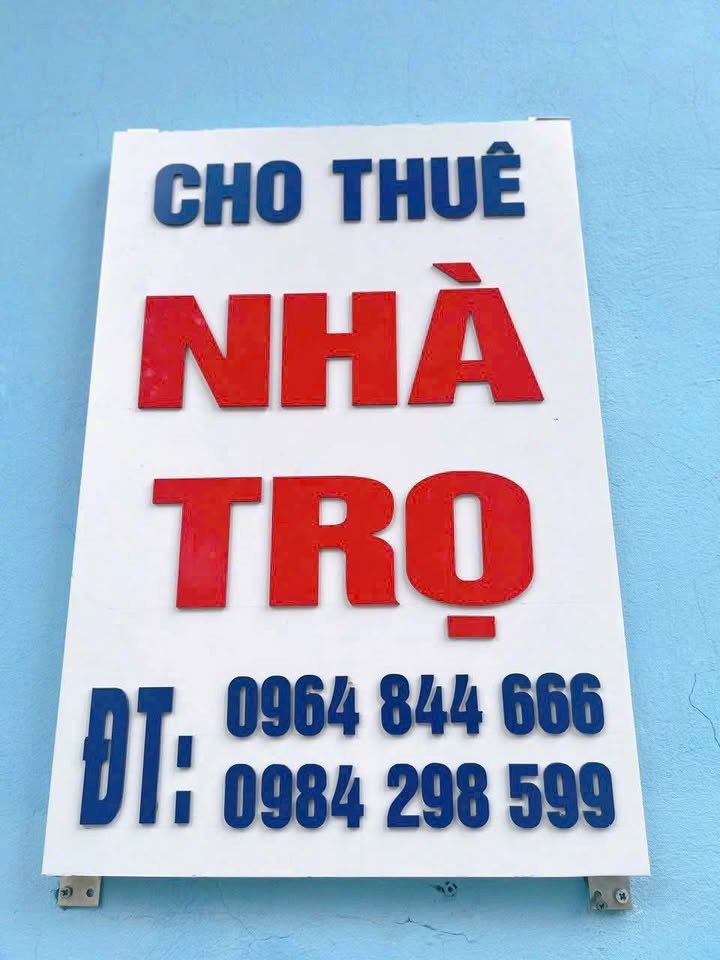 CHO THUÊ
NHÀ
TRỌ
ĐT: 0964 844 666
0984 298 599